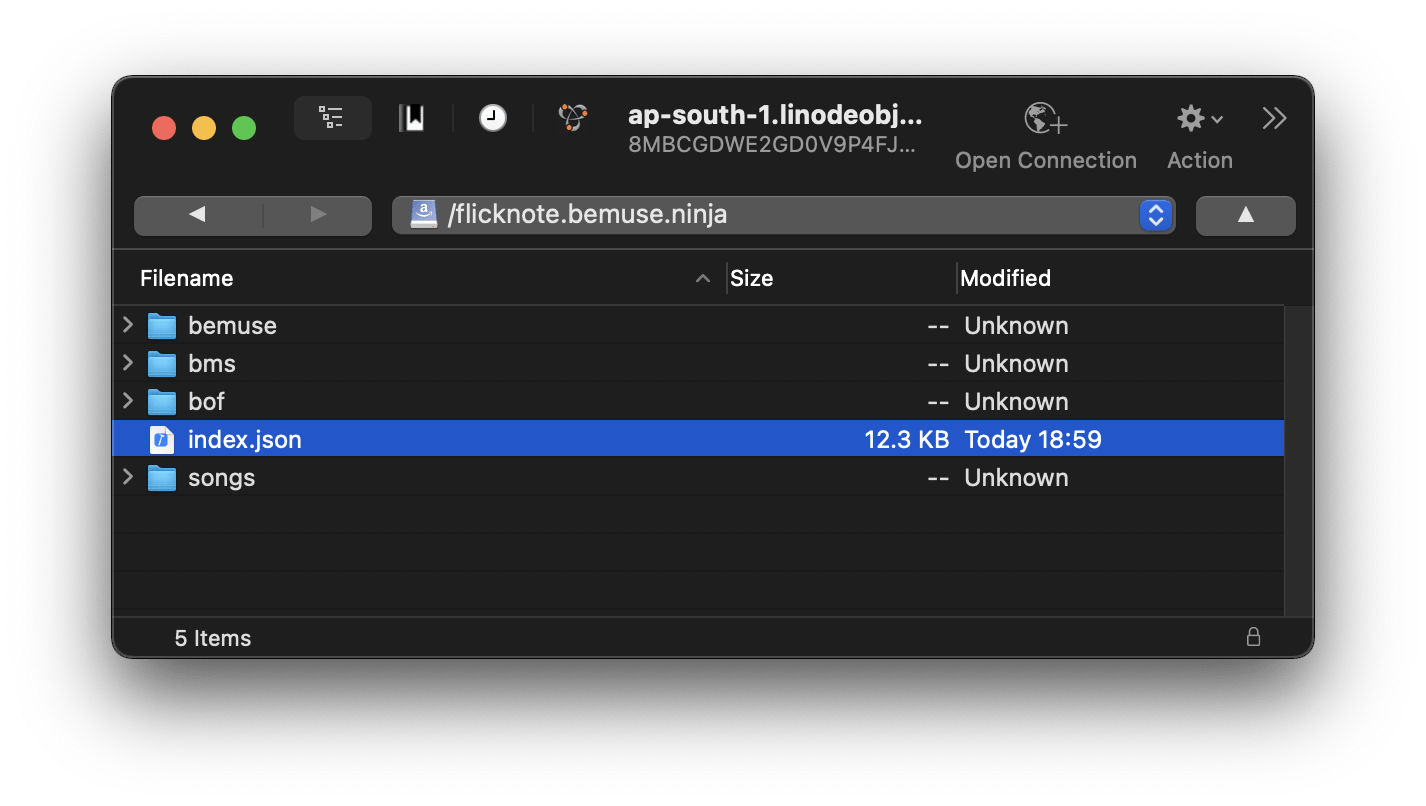 ap-south-1.linodeobj...
8MBCGDWE2GD0V9P4FJ...
Open Connection
Action
/flicknote.bemuse.ninja
Filename Size Modified
bemuse -- Unknown
bms -- Unknown
bof -- Unknown
index.json 12.3 KB Today 18:59
songs -- Unknown
5 Items